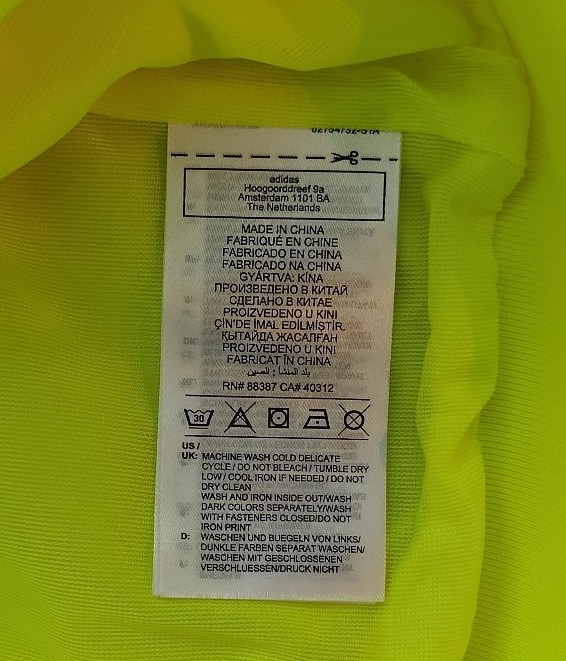 adidas
Hoogoorddreef 9a
Amsterdam 1101 BA
The Netherlands
MADE IN CHINA
FABRIQUÉ EN CHINE
FABRICADO EN CHINA
FABRICADO NA CHINA
GYÁRTVA: KÍNA
ПРОИЗВЕДЕНО В КИТАЙ
СДЕЛАНО В КИТАЕ
PROIZVEDENO U KINI
ÇİN'DE İMAL EDİLMİŞTİR.
ҚЫТАЙДА ЖАСАЛҒАН
PROIZVEDENO U KINI
FABRICAT ÎN CHINA
بلد المنشأ : الصين
RN# 88387 CA# 40312
30
US /
UK: MACHINE WASH COLD DELICATE
CYCLE / DO NOT BLEACH / TUMBLE DRY
LOW / COOL IRON IF NEEDED / DO NOT
DRY CLEAN
WASH AND IRON INSIDE OUT/WASH
DARK COLORS SEPARATELY/WASH
WITH FASTENERS CLOSED/DO NOT
IRON PRINT
D: WASCHEN UND BUEGELN VON LINKS/
DUNKLE FARBEN SEPARAT WASCHEN/
WASCHEN MIT GESCHLOSSENEN
VERSCHLUESSEN/DRUCK NICHT